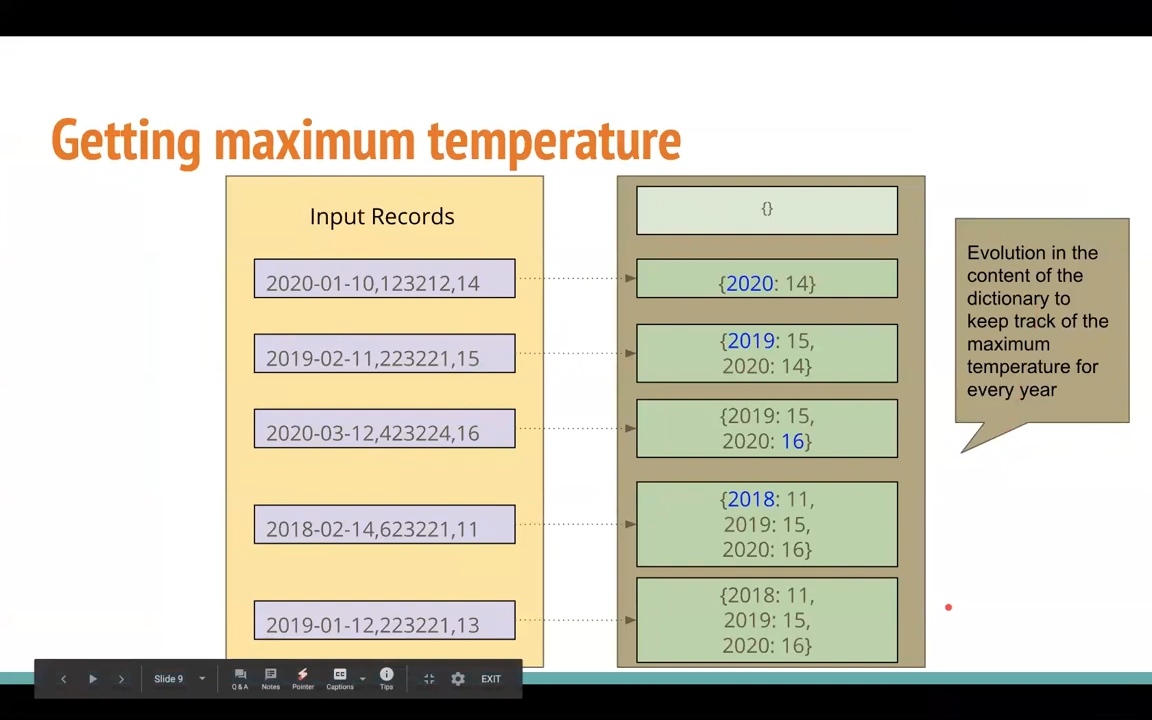 Getting maximum temperature
Input Records
2020-01-10,123212,14
2019-02-11,223221,15
2020-03-12,423224,16
2018-02-14,623221,11
2019-01-12,223221,13
{}
{2020: 14}
{2019: 15,
2020: 14}
{2019: 15,
2020: 16}
{2018: 11,
2019: 15,
2020: 16}
{2018: 11,
2019: 15,
2020: 16}
Evolution in the
content of the
dictionary to
keep track of the
maximum
temperature for
every year
Slide 9
Q & A
Notes
Pointer
CC
Captions
Tips
EXIT